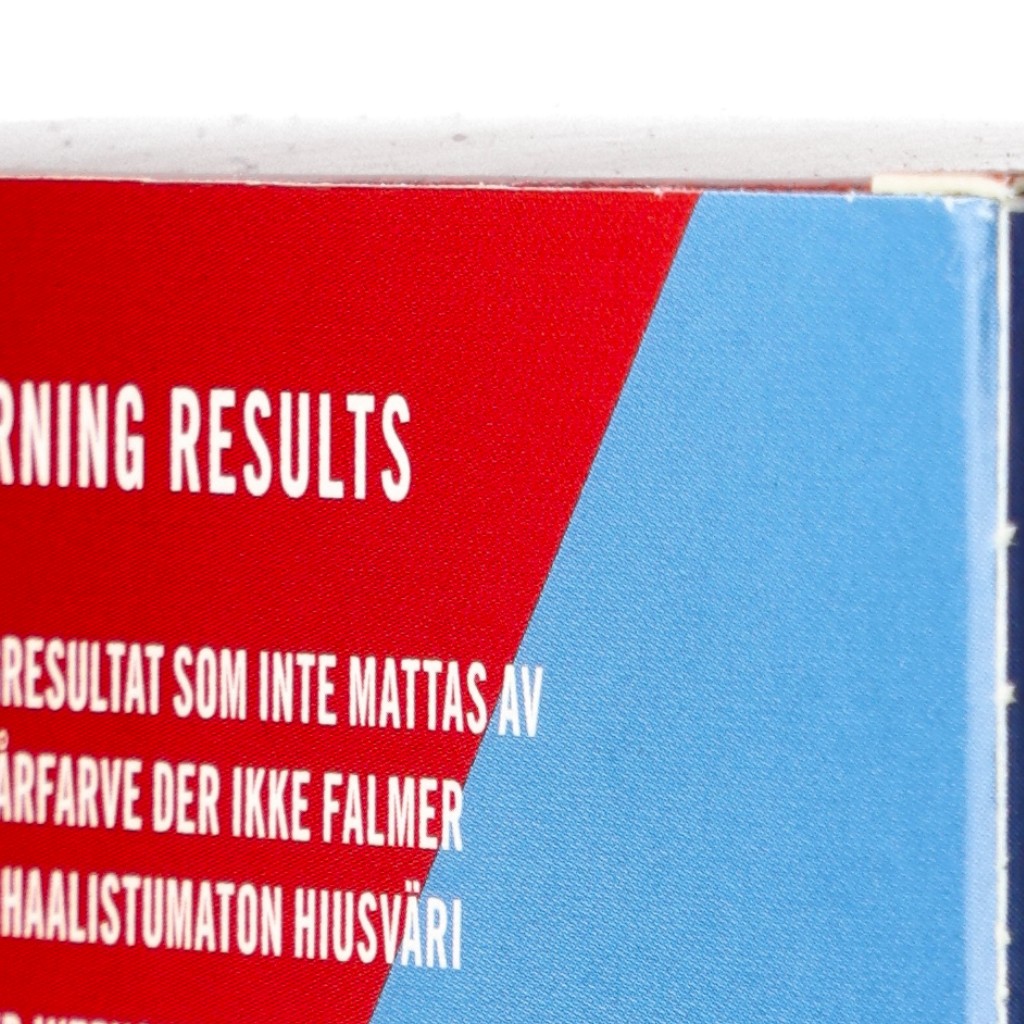 RNING RESULTS
RESULTAT SOM INTE MATTAS AV
ÅRFARVE DER IKKE FALMER
HAALISTUMATON HIUSVÄRI